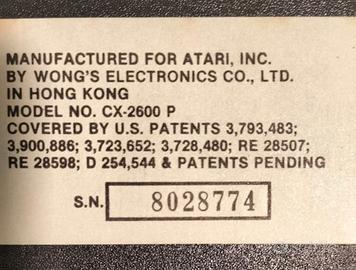 MANUFACTURED FOR ATARI, INC.
BY WONG'S ELECTRONICS CO., LTD.
IN HONG KONG
MODEL NO. CX-2600 P
COVERED BY U.S. PATENTS 3,793,483;
3,900,886; 3,723,652; 3,728,480; RE 28507;
RE 28598; D 254,544 & PATENTS PENDING
S.N. 8028774